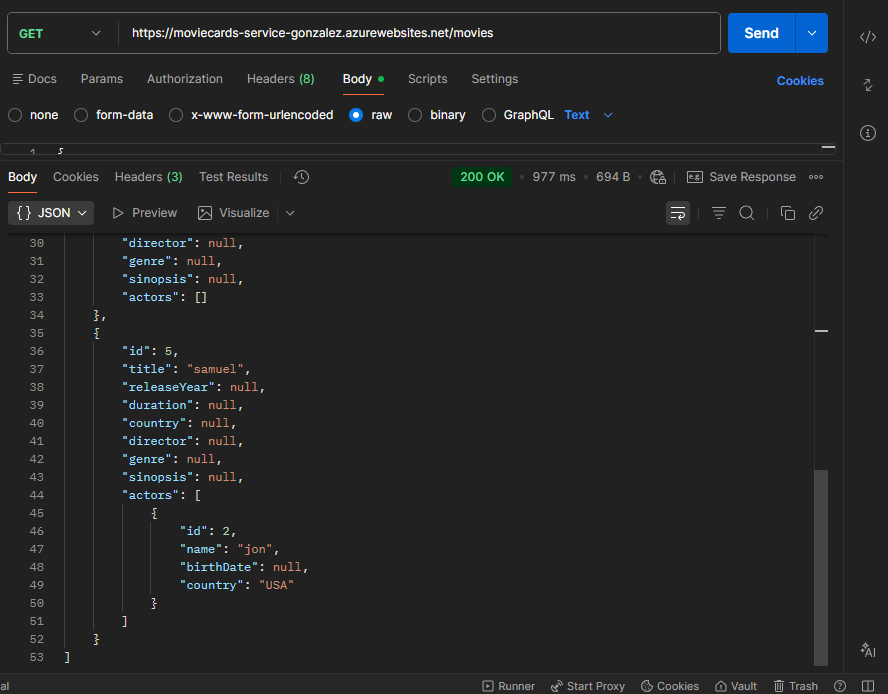 GET https://moviecards-service-gonzalez.azurewebsites.net/movies Send
Docs Params Authorization Headers (8) Body Scripts Settings Cookies
none form-data x-www-form-urlencoded raw binary GraphQL Text
1 {
Body Cookies Headers (3) Test Results 200 OK 977 ms 694 B e.g. Save Response
{} JSON Preview Visualize
30 "director": null,
31 "genre": null,
32 "sinopsis": null,
33 "actors": []
34 },
35 {
36 "id": 5,
37 "title": "samuel",
38 "releaseYear": null,
39 "duration": null,
40 "country": null,
41 "director": null,
42 "genre": null,
43 "sinopsis": null,
44 "actors": [
45 {
46 "id": 2,
47 "name": "jon",
48 "birthDate": null,
49 "country": "USA"
50 }
51 ]
52 }
53 ]
AI
al Runner Start Proxy Cookies Vault Trash